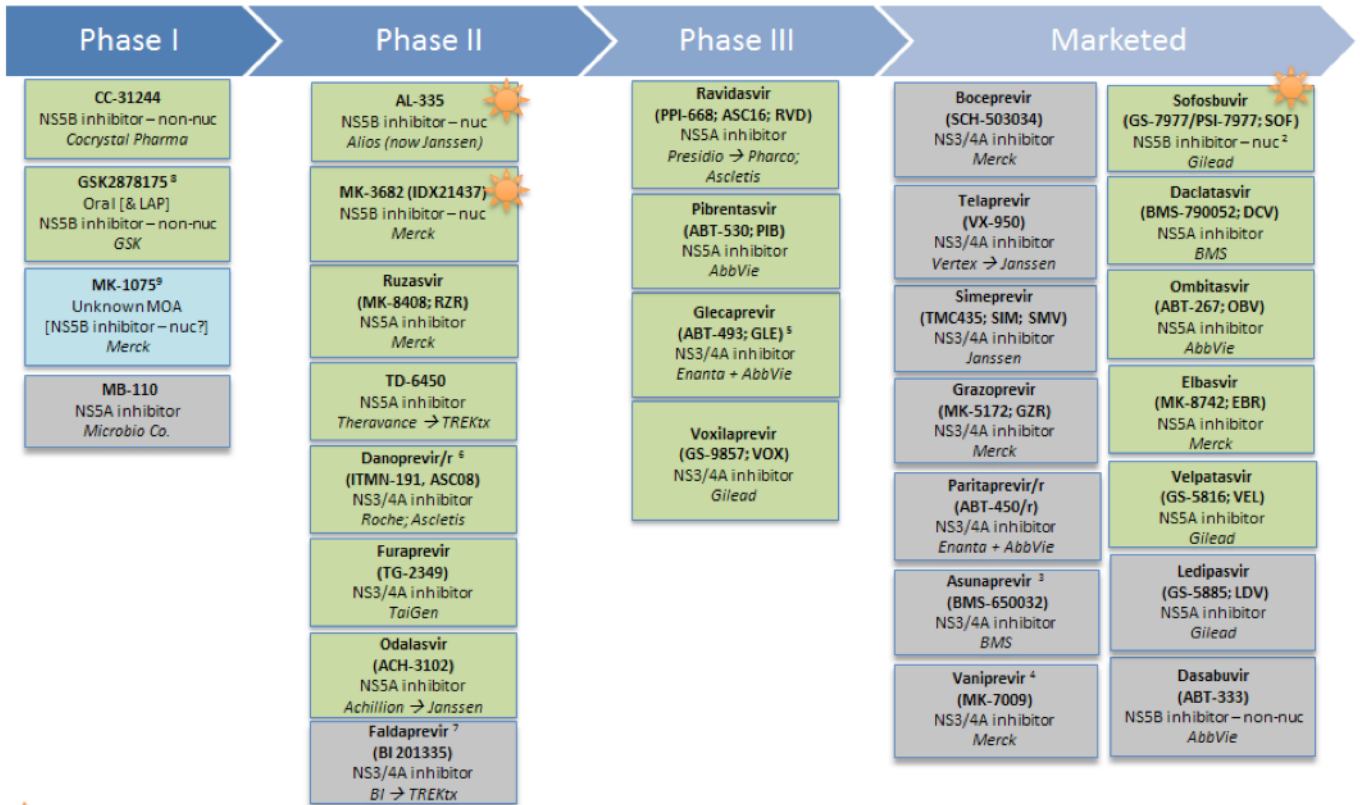 Phase I
Phase II
Phase III
Marketed
CC-31244
NS5B inhibitor – non-nuc
Cocrystal Pharma
GSK2878175 ⁸
Oral [& LAP]
NS5B inhibitor – non-nuc
GSK
MK-1075⁹
Unknown MOA
[NS5B inhibitor – nuc?]
Merck
MB-110
NS5A inhibitor
Microbio Co.
AL-335
NS5B inhibitor – nuc
Alios (now Janssen)
MK-3682 (IDX21437)
NS5B inhibitor – nuc
Merck
Ruzasvir
(MK-8408; RZR)
NS5A inhibitor
Merck
TD-6450
NS5A inhibitor
Theravance → TREKtx
Danoprevir/r ⁶
(ITMN-191, ASC08)
NS3/4A inhibitor
Roche; Ascletis
Furaprevir
(TG-2349)
NS3/4A inhibitor
TaiGen
Odalasvir
(ACH-3102)
NS5A inhibitor
Achillion → Janssen
Faldaprevir ⁷
(BI 201335)
NS3/4A inhibitor
BI → TREKtx
Ravidasvir
(PPI-668; ASC16; RVD)
NS5A inhibitor
Presidio → Pharco;
Ascletis
Pibrentasvir
(ABT-530; PIB)
NS5A inhibitor
AbbVie
Glecaprevir
(ABT-493; GLE) ⁵
NS3/4A inhibitor
Enanta + AbbVie
Voxilaprevir
(GS-9857; VOX)
NS3/4A inhibitor
Gilead
Boceprevir
(SCH-503034)
NS3/4A inhibitor
Merck
Telaprevir
(VX-950)
NS3/4A inhibitor
Vertex → Janssen
Simeprevir
(TMC435; SIM; SMV)
NS3/4A inhibitor
Janssen
Grazoprevir
(MK-5172; GZR)
NS3/4A inhibitor
Merck
Paritaprevir/r
(ABT-450/r)
NS3/4A inhibitor
Enanta + AbbVie
Asunaprevir ³
(BMS-650032)
NS3/4A inhibitor
BMS
Vaniprevir ⁴
(MK-7009)
NS3/4A inhibitor
Merck
Sofosbuvir
(GS-7977/PSI-7977; SOF)
NS5B inhibitor – nuc ²
Gilead
Daclatasvir
(BMS-790052; DCV)
NS5A inhibitor
BMS
Ombitasvir
(ABT-267; OBV)
NS5A inhibitor
AbbVie
Elbasvir
(MK-8742; EBR)
NS5A inhibitor
Merck
Velpatasvir
(GS-5816; VEL)
NS5A inhibitor
Gilead
Ledipasvir
(GS-5885; LDV)
NS5A inhibitor
Gilead
Dasabuvir
(ABT-333)
NS5B inhibitor – non-nuc
AbbVie